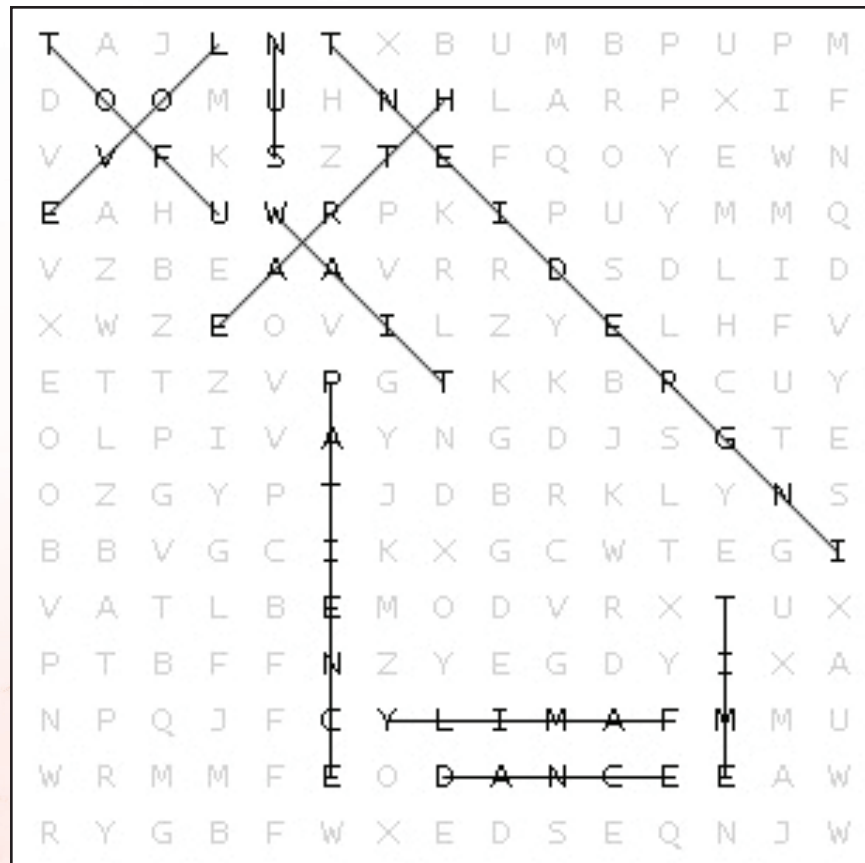 T A J L N T X B U M B P U P M
D O O M U H N H L A R P X I F
V V F K S Z T E F Q O Y E W N
E A H U W R P K I P U Y M M Q
V Z B E A A V R R D S D L I D
X W Z E O V I L Z Y E L H F V
E T T Z V P G T K K B R C U Y
O L P I V A Y N G D J S G T E
O Z G Y P T J D B R K L Y N S
B B V G C I K X G C W T E G I
V A T L B E M O D V R X T U X
P T B F F N Z Y E G D Y I X A
N P Q J F C Y L I M A F M M U
W R M M F E O D A N C E E A W
R Y G B F W X E D S E Q N J W